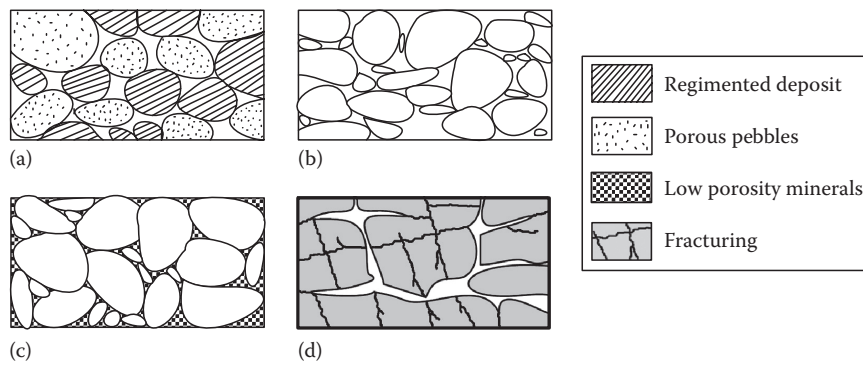 (a)
(b)
(c)
(d)
Regimented deposit
Porous pebbles
Low porosity minerals
Fracturing